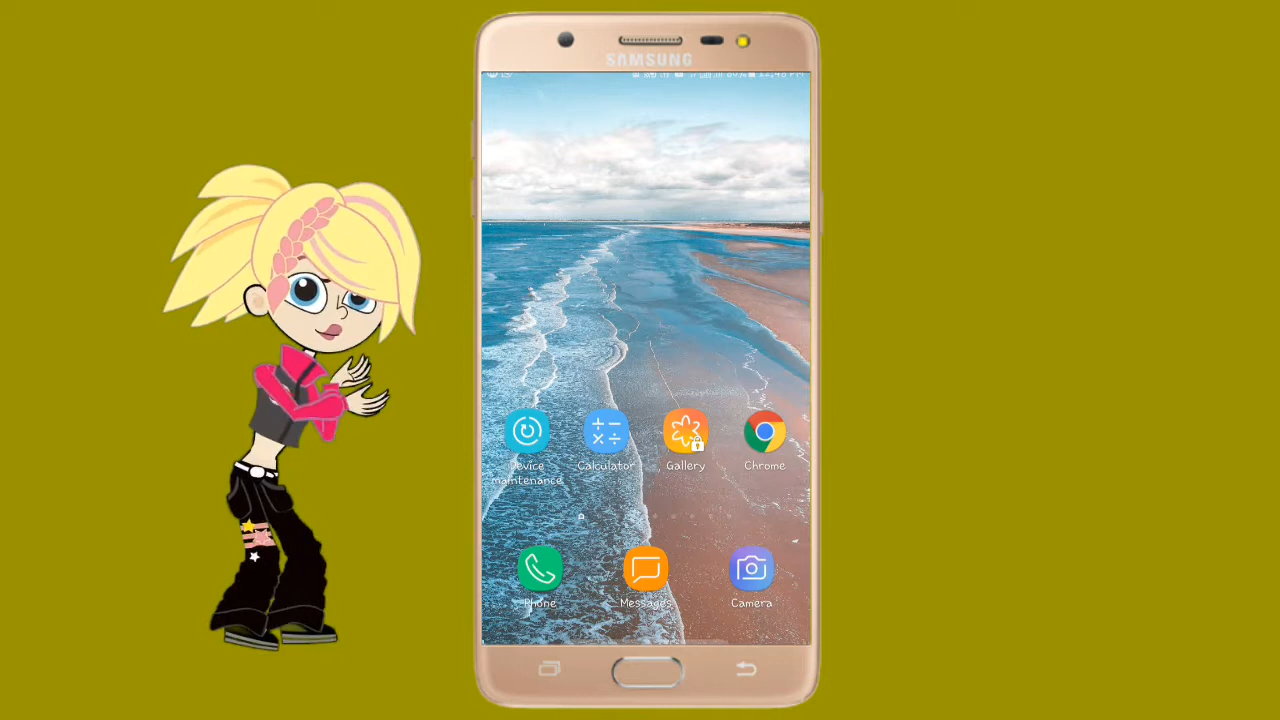 SAMSUNG
Device maintenance
Calculator
Gallery
Chrome
Phone
Messages
Camera